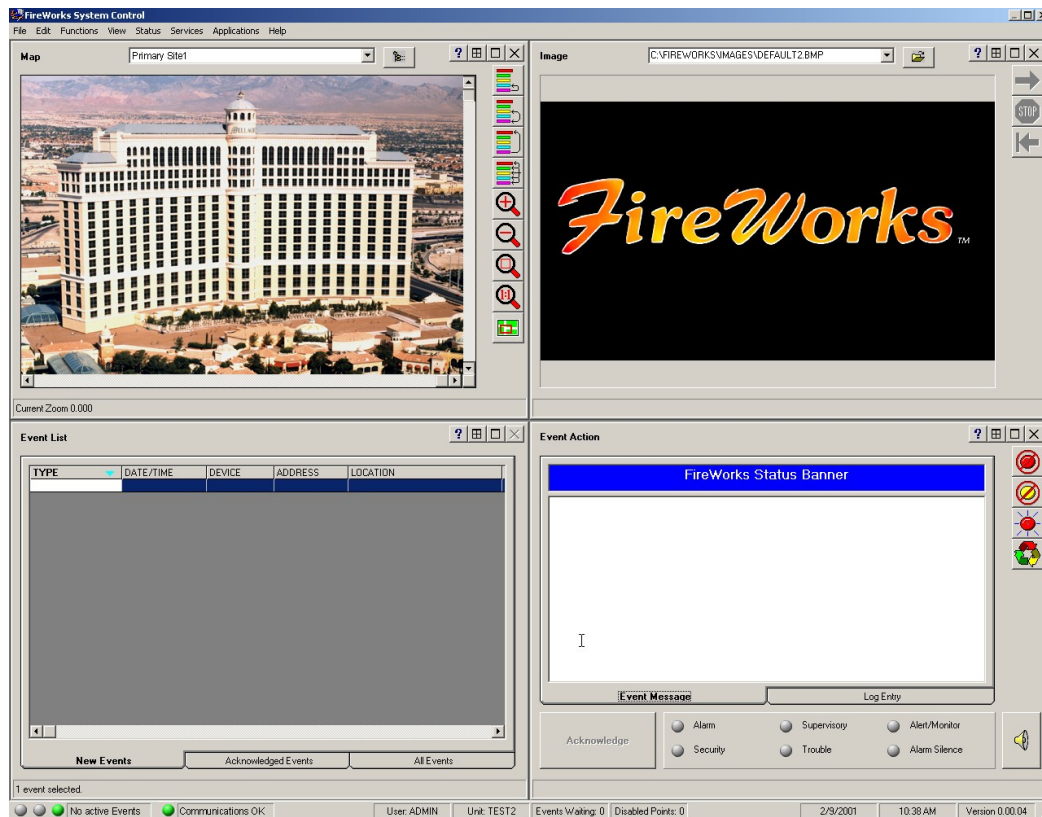 FireWorks System Control
File Edit Functions View Status Services Applications Help
Map
Primary Site1
Image
C:\FIREWORKS\IMAGES\DEFAULT2.BMP
STOP
FireWorks
TM
Current Zoom 0.000
Event List
TYPE DATE/TIME DEVICE ADDRESS LOCATION
New Events Acknowledged Events All Events
1 event selected.
Event Action
FireWorks Status Banner
Event Message Log Entry
Acknowledge
Alarm Supervisory Alert/Monitor
Security Trouble Alarm Silence
No active Events Communications OK User: ADMIN Unit: TEST2 Events Waiting: 0 Disabled Points: 0 2/9/2001 10:38 AM Version 0.00.04